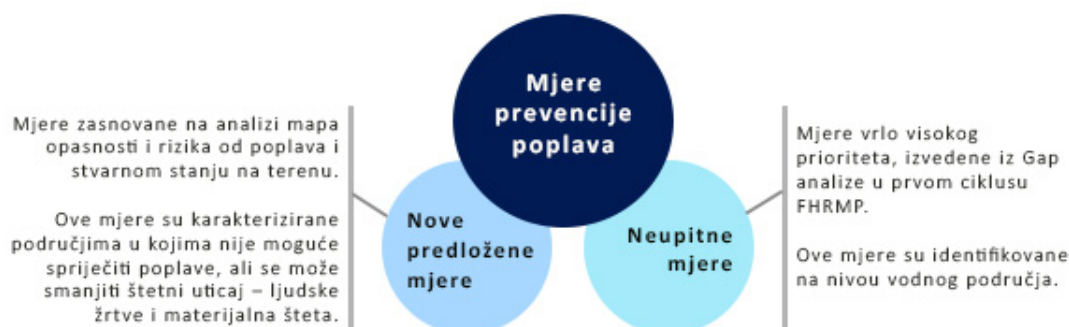 Mjere
prevencije
poplava
Mjere zasnovane na analizi mapa
opasnosti i rizika od poplava i
stvarnom stanju na terenu.
Ove mjere su karakterizirane
područjima u kojima nije moguće
spriječiti poplave, ali se može
smanjiti štetni uticaj – ljudske
žrtve i materijalna šteta.
Nove
predložene
mjere
Neupitne
mjere
Mjere vrlo visokog
prioriteta, izvedene iz Gap
analize u prvom ciklusu
FHRMP.
Ove mjere su identifikovane
na nivou vodnog područja.